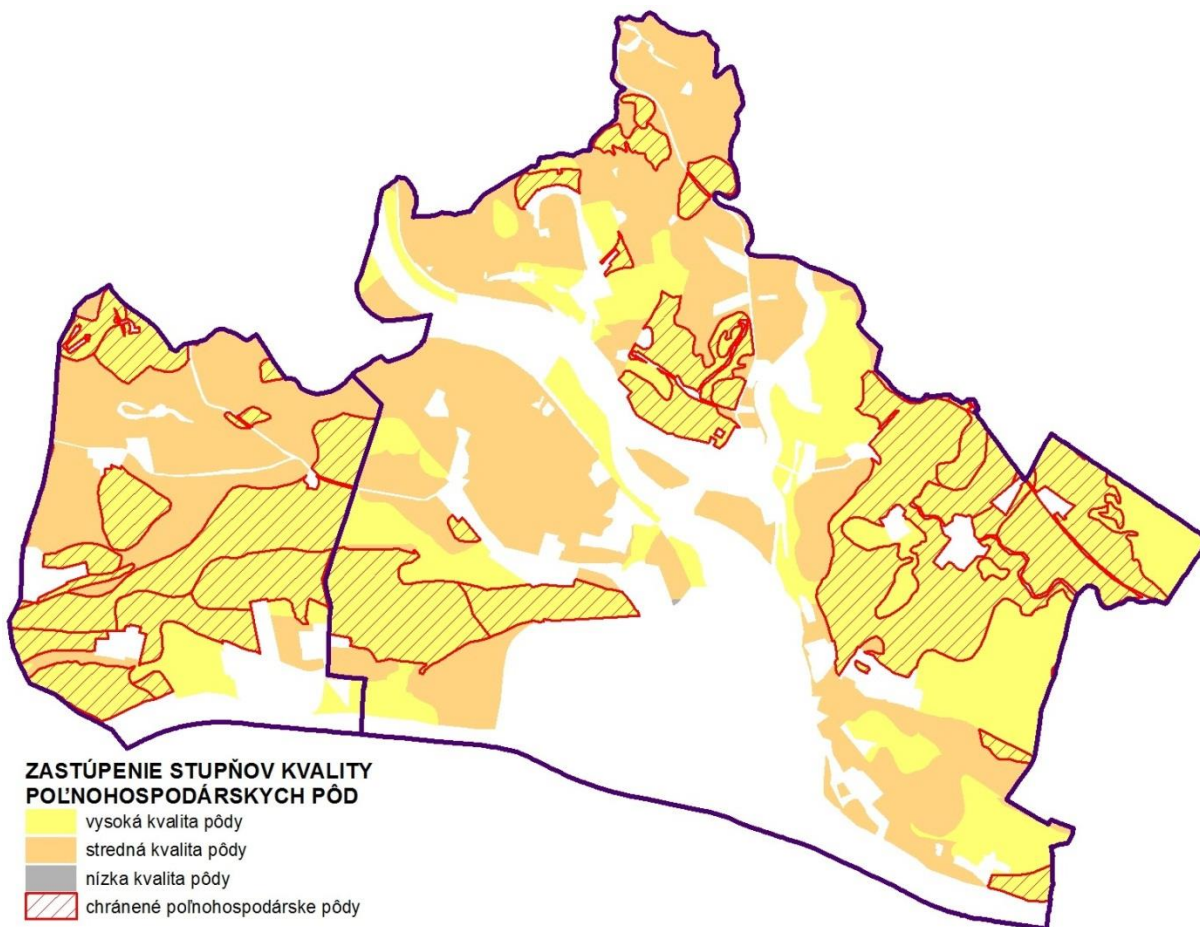 ZASTÚPENIE STUPŇOV KVALITY
POĽNOHOSPODÁRSKYCH PÔD
vysoká kvalita pôdy
stredná kvalita pôdy
nízka kvalita pôdy
chránené poľnohospodárske pôdy